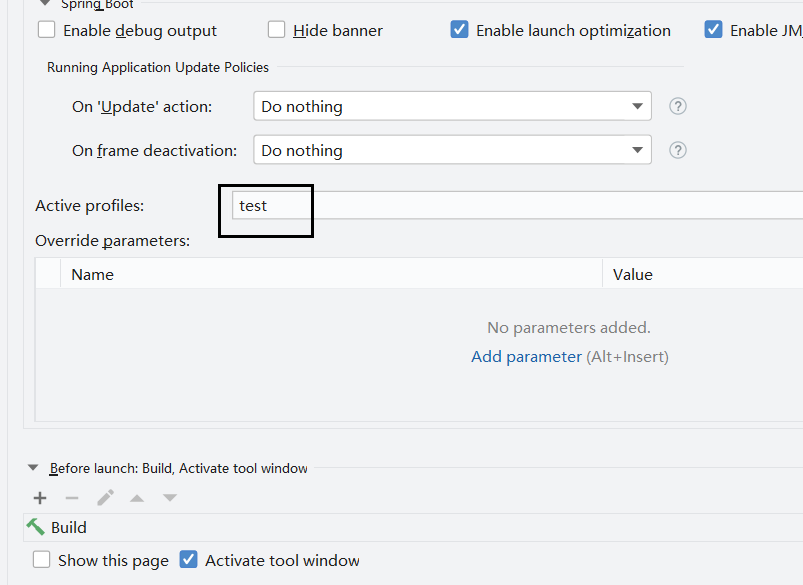 Spring Boot
Enable debug output Hide banner Enable launch optimization Enable JM
Running Application Update Policies
On 'Update' action: Do nothing ?
On frame deactivation: Do nothing ?
Active profiles: test
Override parameters:
Name Value
No parameters added.
Add parameter (Alt+Insert)
Before launch: Build, Activate tool window
Build
Show this page Activate tool window